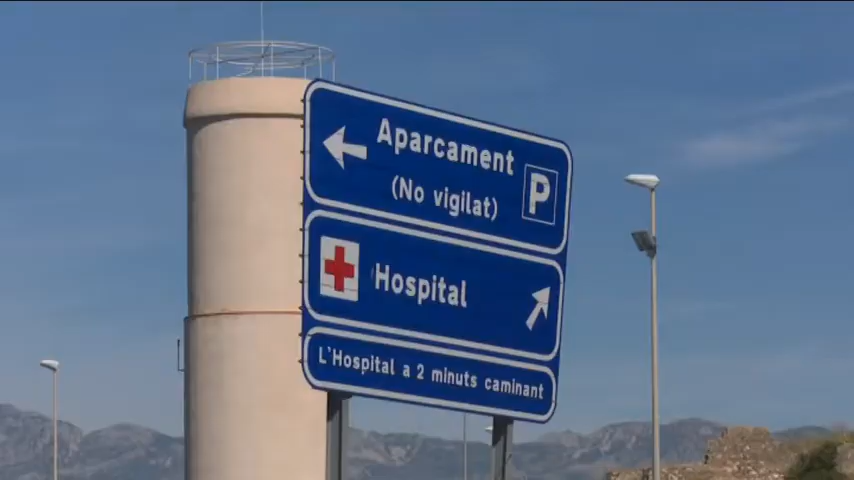 Aparcament
(No vigilat)
P
Hospital
L'Hospital a 2 minuts caminant